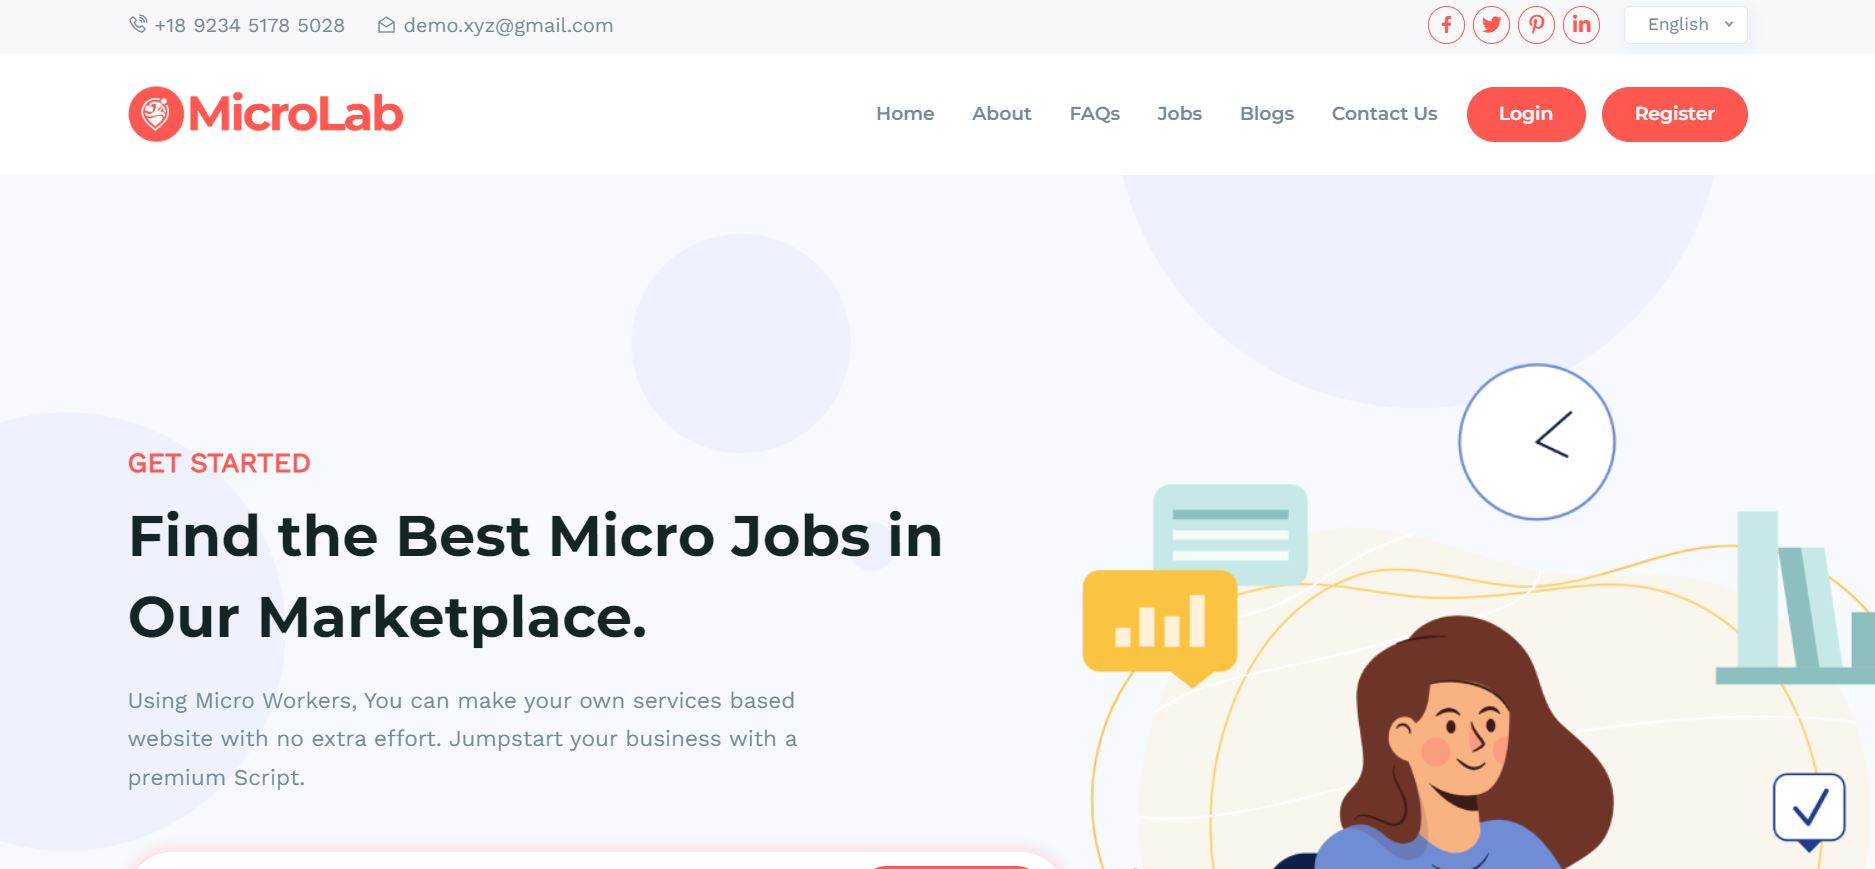 +18 9234 5178 5028 demo.xyz@gmail.com English
MicroLab Home About FAQs Jobs Blogs Contact Us Login Register
GET STARTED
Find the Best Micro Jobs in
Our Marketplace.
Using Micro Workers, You can make your own services based
website with no extra effort. Jumpstart your business with a
premium Script.